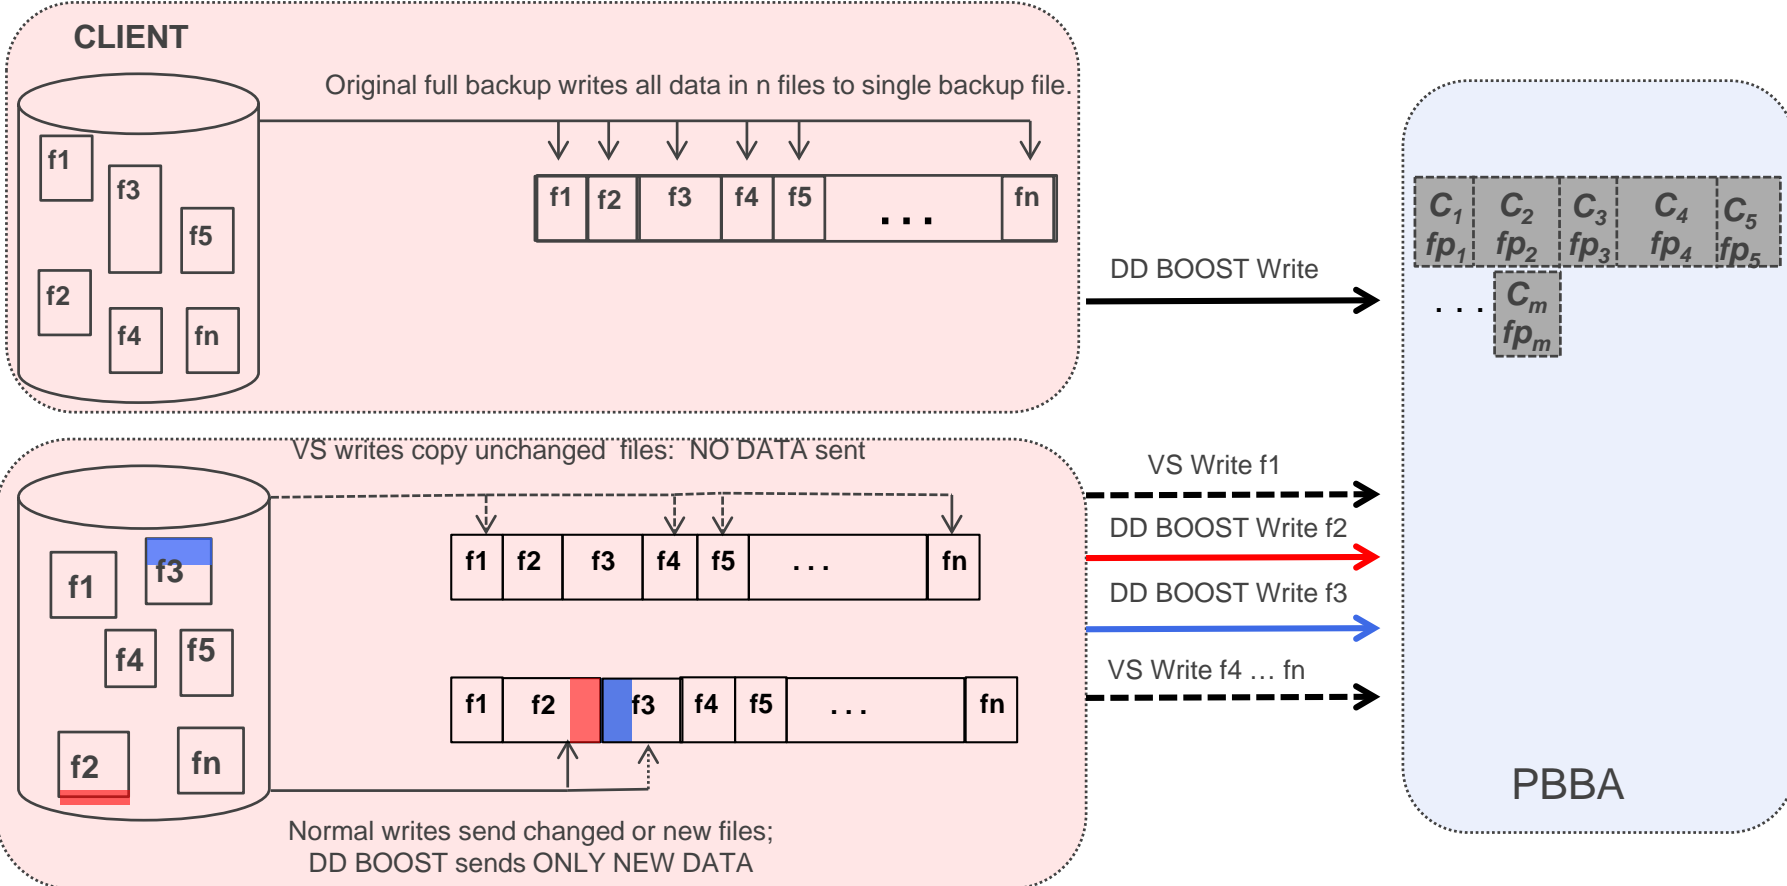 CLIENT
Original full backup writes all data in n files to single backup file.
f1
f3
f5
f2
f4
fn
f1 f2 f3 f4 f5 . . . fn
DD BOOST Write
C1 C2 C3 C4 C5
fp1 fp2 fp3 fp4 fp5
. . . Cm
fpm
VS writes copy unchanged files: NO DATA sent
f1 f2 f3 f4 f5 . . . fn
f3
f1
f4
f5
f2
fn
f1 f2 f3 f4 f5 . . . fn
Normal writes send changed or new files;
DD BOOST sends ONLY NEW DATA
VS Write f1
DD BOOST Write f2
DD BOOST Write f3
VS Write f4 … fn
PBBA